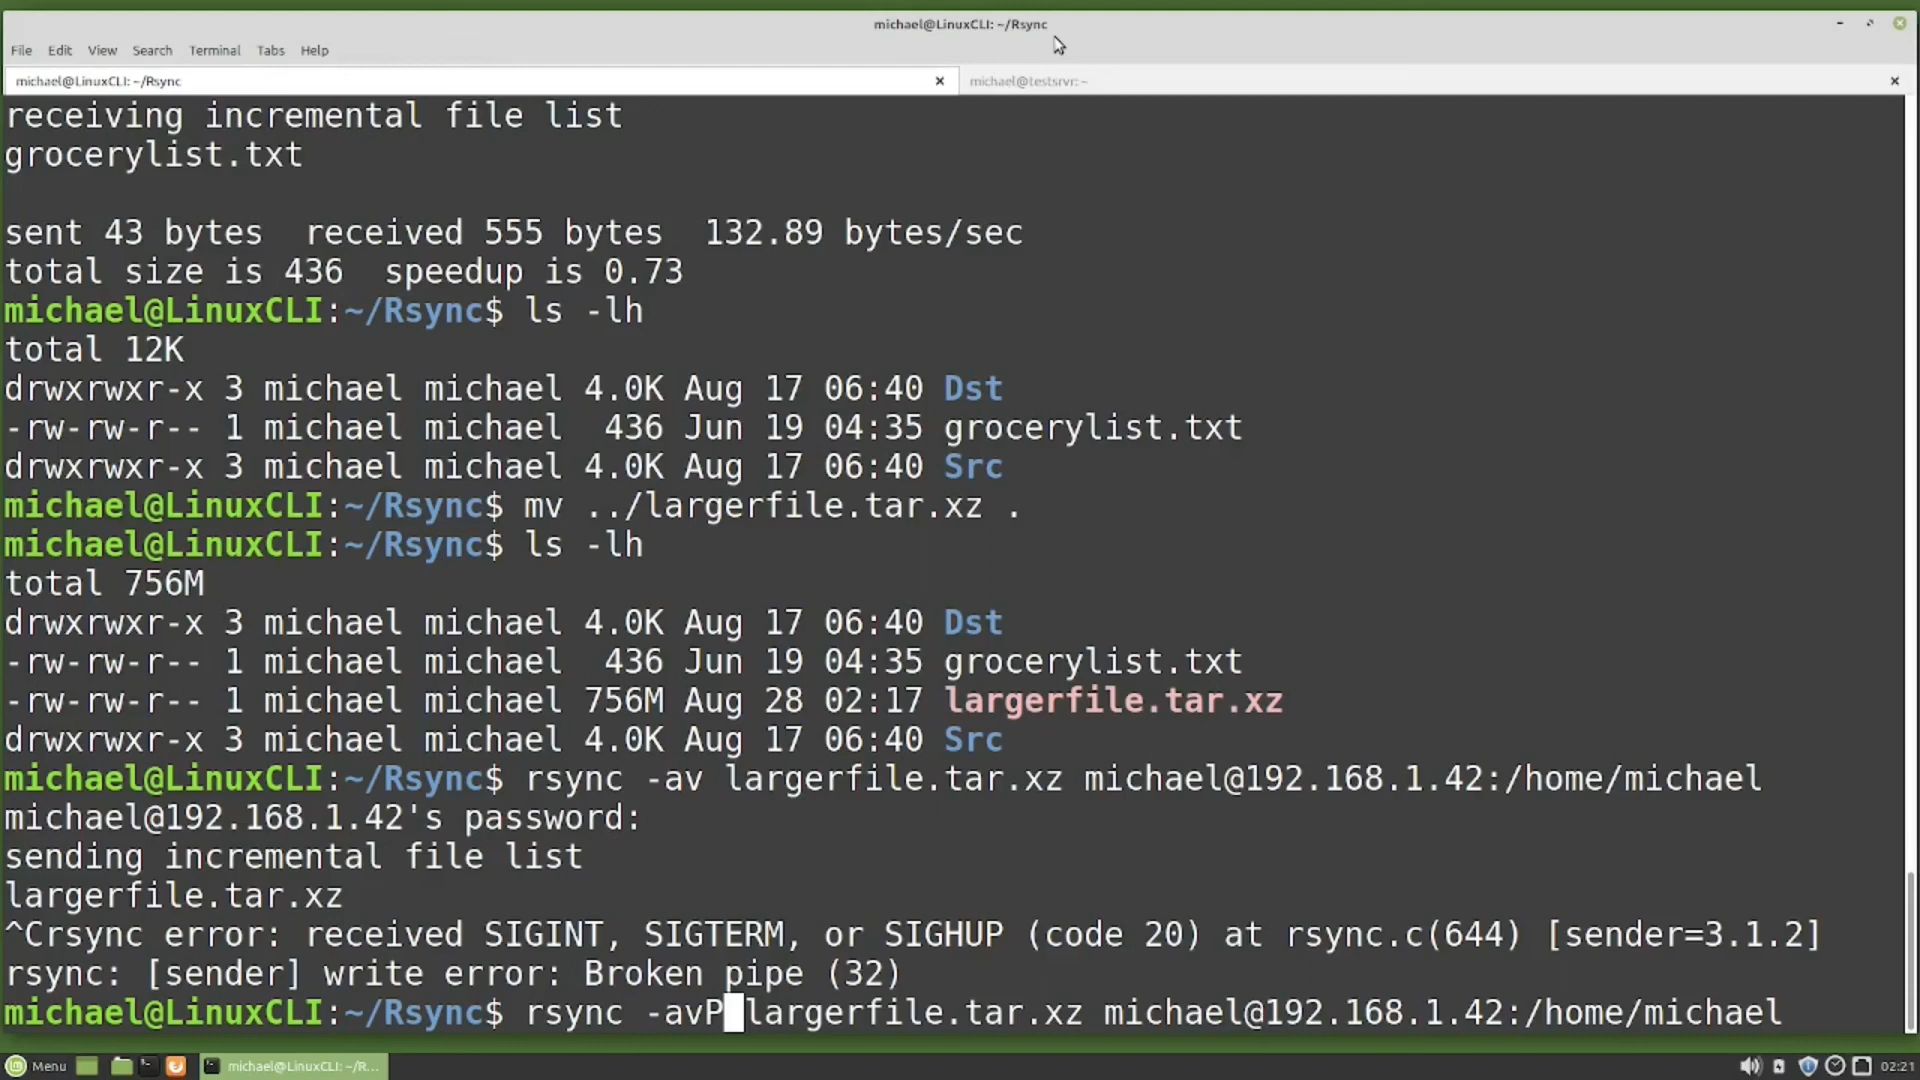 michael@LinuxCLI: ~/Rsync
File Edit View Search Terminal Tabs Help
michael@LinuxCLI: ~/Rsync michael@testsrvr: ~
receiving incremental file list
grocerylist.txt
sent 43 bytes  received 555 bytes  132.89 bytes/sec
total size is 436  speedup is 0.73
michael@LinuxCLI:~/Rsync$ ls -lh
total 12K
drwxrwxr-x 3 michael michael 4.0K Aug 17 06:40 Dst
-rw-rw-r-- 1 michael michael  436 Jun 19 04:35 grocerylist.txt
drwxrwxr-x 3 michael michael 4.0K Aug 17 06:40 Src
michael@LinuxCLI:~/Rsync$ mv ../largerfile.tar.xz .
michael@LinuxCLI:~/Rsync$ ls -lh
total 756M
drwxrwxr-x 3 michael michael 4.0K Aug 17 06:40 Dst
-rw-rw-r-- 1 michael michael  436 Jun 19 04:35 grocerylist.txt
-rw-rw-r-- 1 michael michael 756M Aug 28 02:17 largerfile.tar.xz
drwxrwxr-x 3 michael michael 4.0K Aug 17 06:40 Src
michael@LinuxCLI:~/Rsync$ rsync -av largerfile.tar.xz michael@192.168.1.42:/home/michael
michael@192.168.1.42's password:
sending incremental file list
largerfile.tar.xz
^Crsync error: received SIGINT, SIGTERM, or SIGHUP (code 20) at rsync.c(644) [sender=3.1.2]
rsync: [sender] write error: Broken pipe (32)
michael@LinuxCLI:~/Rsync$ rsync -avP largerfile.tar.xz michael@192.168.1.42:/home/michael
Menu michael@LinuxCLI: ~/R... 02:21